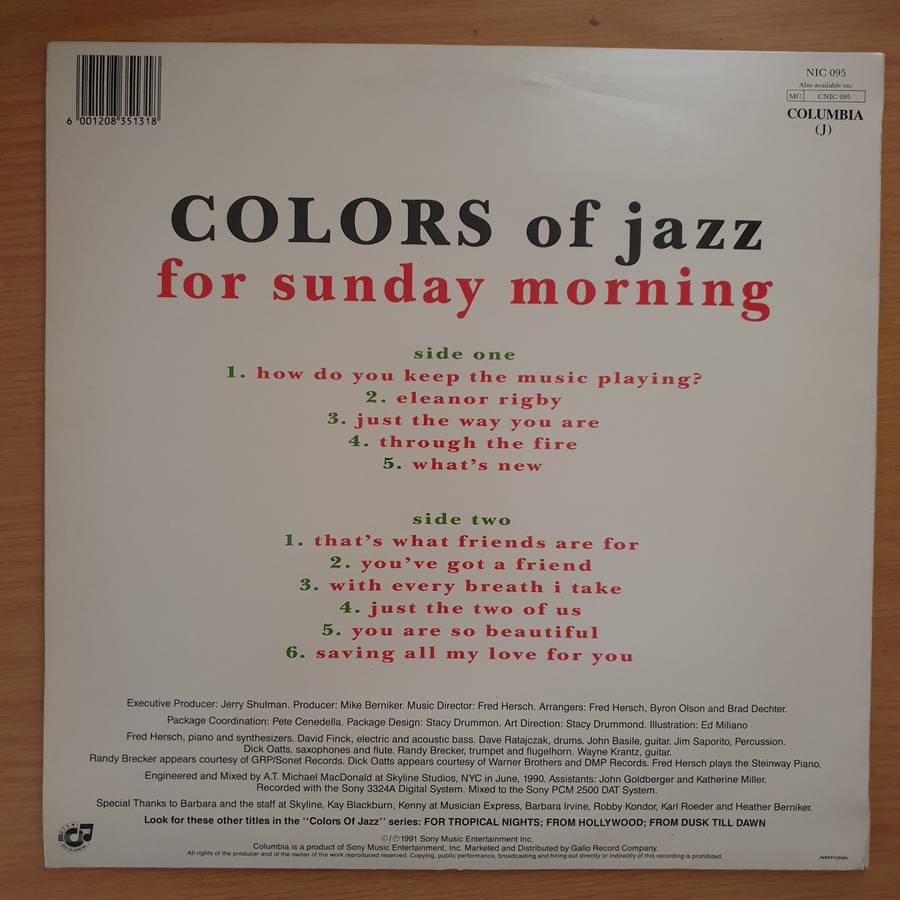 NIC 095
Also available on:
MC CNIC 095
COLUMBIA
(J)
6 001208 351318
COLORS of jazz
for sunday morning
side one
1. how do you keep the music playing?
2. eleanor rigby
3. just the way you are
4. through the fire
5. what's new
side two
1. that's what friends are for
2. you've got a friend
3. with every breath i take
4. just the two of us
5. you are so beautiful
6. saving all my love for you
Executive Producer: Jerry Shulman. Producer: Mike Berniker. Music Director: Fred Hersch. Arrangers: Fred Hersch, Byron Olson and Brad Dechter.
Package Coordination: Pete Cenedella. Package Design: Stacy Drummon. Art Direction: Stacy Drummond. Illustration: Ed Miliano
Fred Hersch, piano and synthesizers. David Finck, electric and acoustic bass. Dave Ratajczak, drums. John Basile, guitar. Jim Saporito, Percussion.
Dick Oatts, saxophones and flute. Randy Brecker, trumpet and flugelhorn. Wayne Krantz, guitar.
Randy Brecker appears courtesy of GRP/Sonet Records. Dick Oatts appears courtesy of Warner Brothers and DMP Records. Fred Hersch plays the Steinway Piano.
Engineered and Mixed by A.T. Michael MacDonald at Skyline Studios, NYC in June, 1990. Assistants: John Goldberger and Katherine Miller.
Recorded with the Sony 3324A Digital System. Mixed to the Sony PCM 2500 DAT System.
Special Thanks to Barbara and the staff at Skyline, Kay Blackburn, Kenny at Musician Express, Barbara Irvine, Robby Kondor, Karl Roeder and Heather Berniker.
Look for these other titles in the "Colors Of Jazz" series: FOR TROPICAL NIGHTS; FROM HOLLYWOOD; FROM DUSK TILL DAWN
©/℗1991 Sony Music Entertainment Inc.
Columbia is a product of Sony Music Entertainment, Inc. Marketed and Distributed by Gallo Record Company.
All rights of the producer and of the owner of the work reproduced reserved. Copying, public performance, broadcasting and hiring out directly or indirectly of this recording is prohibited.